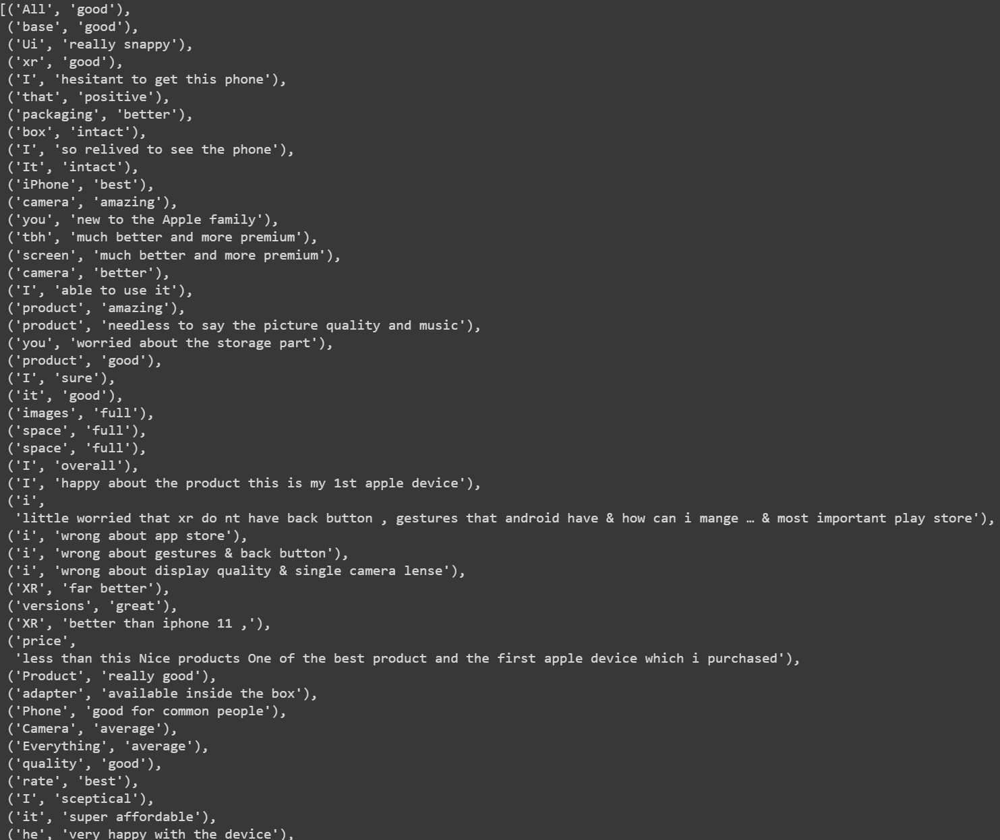 [('All', 'good'),
('base', 'good'),
('Ui', 'really snappy'),
('xr', 'good'),
('I', 'hesitant to get this phone'),
('that', 'positive'),
('packaging', 'better'),
('box', 'intact'),
('I', 'so relived to see the phone'),
('It', 'intact'),
('iPhone', 'best'),
('camera', 'amazing'),
('you', 'new to the Apple family'),
('tbh', 'much better and more premium'),
('screen', 'much better and more premium'),
('camera', 'better'),
('I', 'able to use it'),
('product', 'amazing'),
('product', 'needless to say the picture quality and music'),
('you', 'worried about the storage part'),
('product', 'good'),
('I', 'sure'),
('it', 'good'),
('images', 'full'),
('space', 'full'),
('space', 'full'),
('I', 'overall'),
('I', 'happy about the product this is my 1st apple device'),
('i',
'little worried that xr do nt have back button , gestures that android have & how can i mange … & most important play store'),
('i', 'wrong about app store'),
('i', 'wrong about gestures & back button'),
('i', 'wrong about display quality & single camera lense'),
('XR', 'far better'),
('versions', 'great'),
('XR', 'better than iphone 11 ,'),
('price',
'less than this Nice products One of the best product and the first apple device which i purchased'),
('Product', 'really good'),
('adapter', 'available inside the box'),
('Phone', 'good for common people'),
('Camera', 'average'),
('Everything', 'average'),
('quality', 'good'),
('rate', 'best'),
('I', 'sceptical'),
('it', 'super affordable'),
('he', 'very happy with the device'),